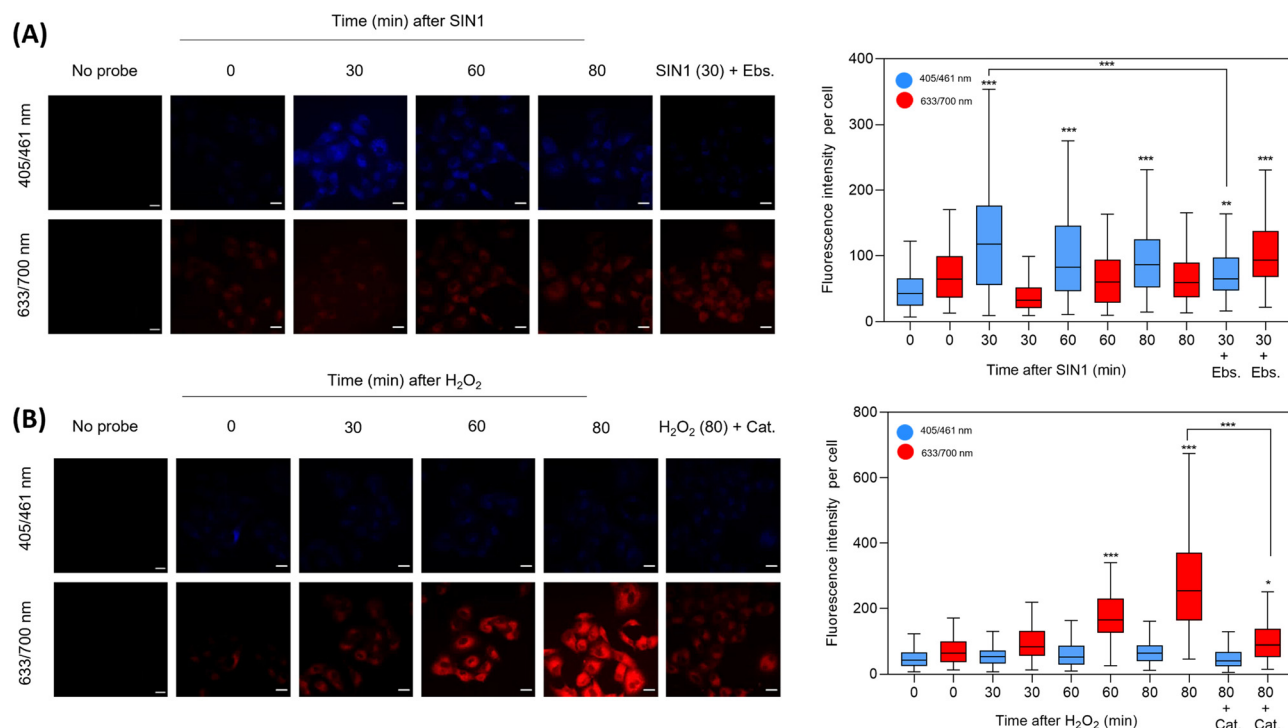 (A)
Time (min) after SIN1
No probe 0 30 60 80 SIN1 (30) + Ebs.
405/461 nm
633/700 nm
400
300
200
100
0
Fluorescence intensity per cell
405/461 nm
633/700 nm
***
***
***
***
**
***
0 0 30 30 60 60 80 80 30 30
+ +
Ebs. Ebs.
Time after SIN1 (min)
(B)
Time (min) after H₂O₂
No probe 0 30 60 80 H₂O₂ (80) + Cat.
405/461 nm
633/700 nm
800
600
400
200
0
Fluorescence intensity per cell
405/461 nm
633/700 nm
***
***
***
*
0 0 30 30 60 60 80 80 80 80
+ +
Cat. Cat.
Time after H₂O₂ (min)